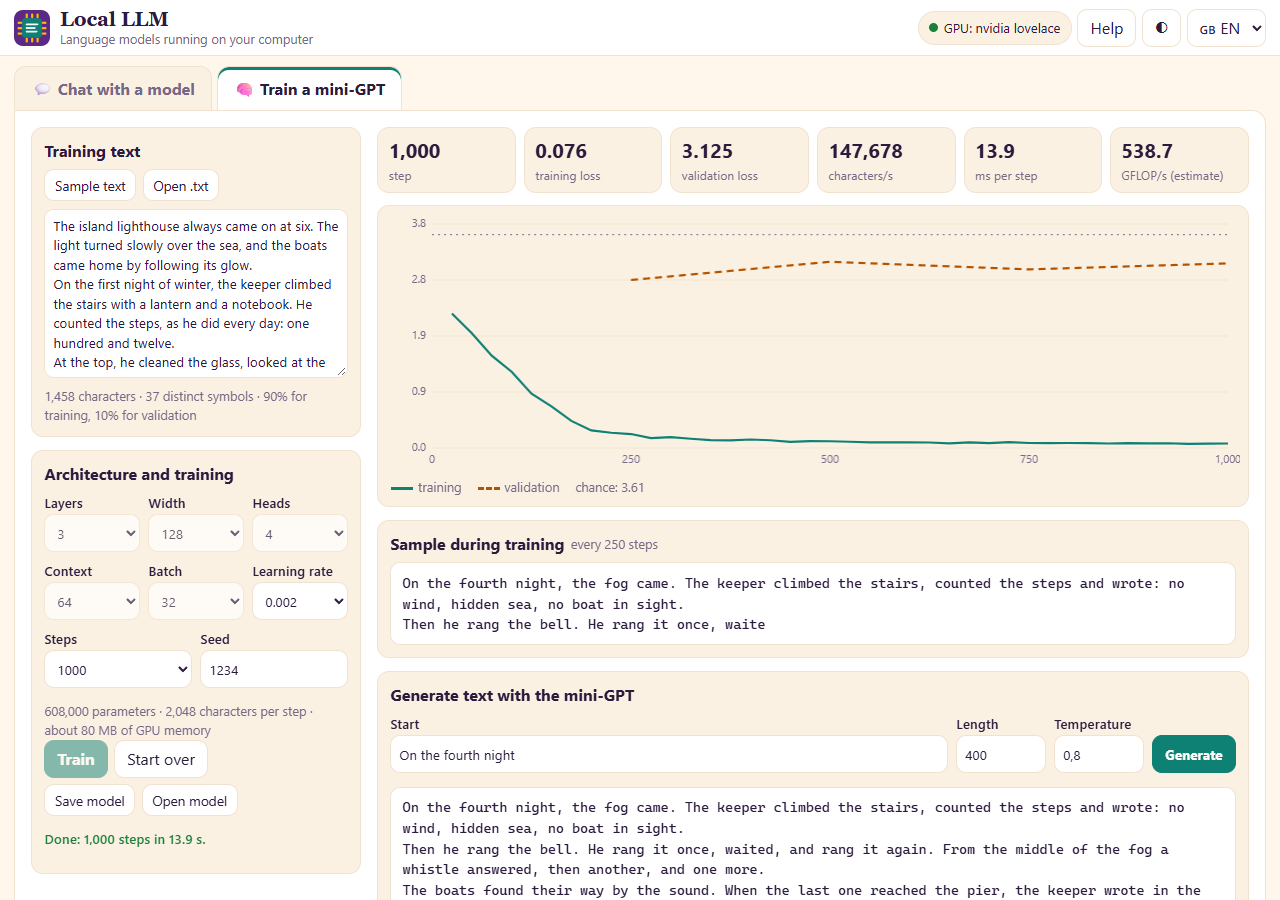 Local LLM
Language models running on your computer
GPU: nvidia lovelace
Help
GB EN
Chat with a model
Train a mini-GPT
Training text
Sample text
Open .txt
The island lighthouse always came on at six. The
light turned slowly over the sea, and the boats
came home by following its glow.
On the first night of winter, the keeper climbed
the stairs with a lantern and a notebook. He
counted the steps, as he did every day: one
hundred and twelve.
At the top, he cleaned the glass, looked at the
1,458 characters · 37 distinct symbols · 90% for
training, 10% for validation
Architecture and training
Layers Width Heads
3 128 4
Context Batch Learning rate
64 32 0.002
Steps Seed
1000 1234
608,000 parameters · 2,048 characters per step ·
about 80 MB of GPU memory
Train
Start over
Save model
Open model
Done: 1,000 steps in 13.9 s.
1,000
step
0.076
training loss
3.125
validation loss
147,678
characters/s
13.9
ms per step
538.7
GFLOP/s (estimate)
3.8
2.8
1.9
0.9
0.0
0 250 500 750 1,000
training validation chance: 3.61
Sample during training every 250 steps
On the fourth night, the fog came. The keeper climbed the stairs, counted the steps and wrote: no
wind, hidden sea, no boat in sight.
Then he rang the bell. He rang it once, waite
Generate text with the mini-GPT
Start Length Temperature
On the fourth night 400 0,8 Generate
On the fourth night, the fog came. The keeper climbed the stairs, counted the steps and wrote: no
wind, hidden sea, no boat in sight.
Then he rang the bell. He rang it once, waited, and rang it again. From the middle of the fog a
whistle answered, then another, and one more.
The boats found their way by the sound. When the last one reached the pier, the keeper wrote in the